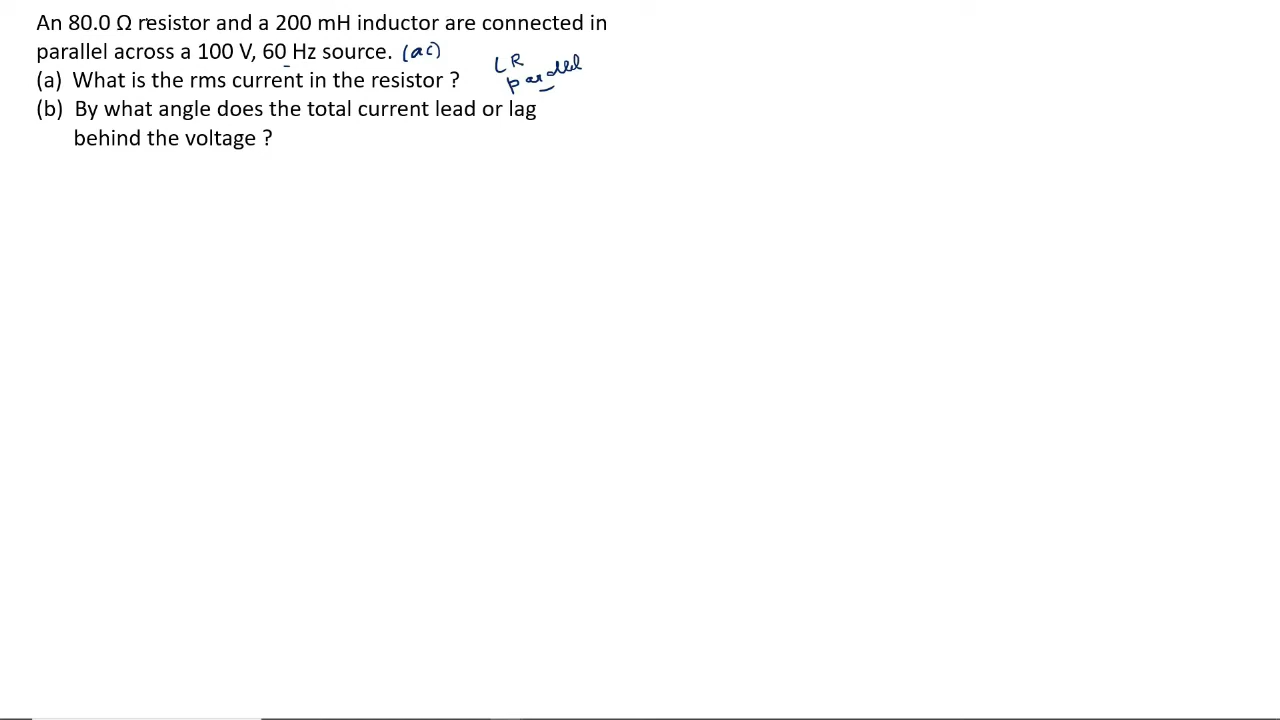 An 80.0 Ω resistor and a 200 mH inductor are connected in
parallel across a 100 V, 60 Hz source. (ac)
LR
parallel
(a) What is the rms current in the resistor ?
(b) By what angle does the total current lead or lag
behind the voltage ?